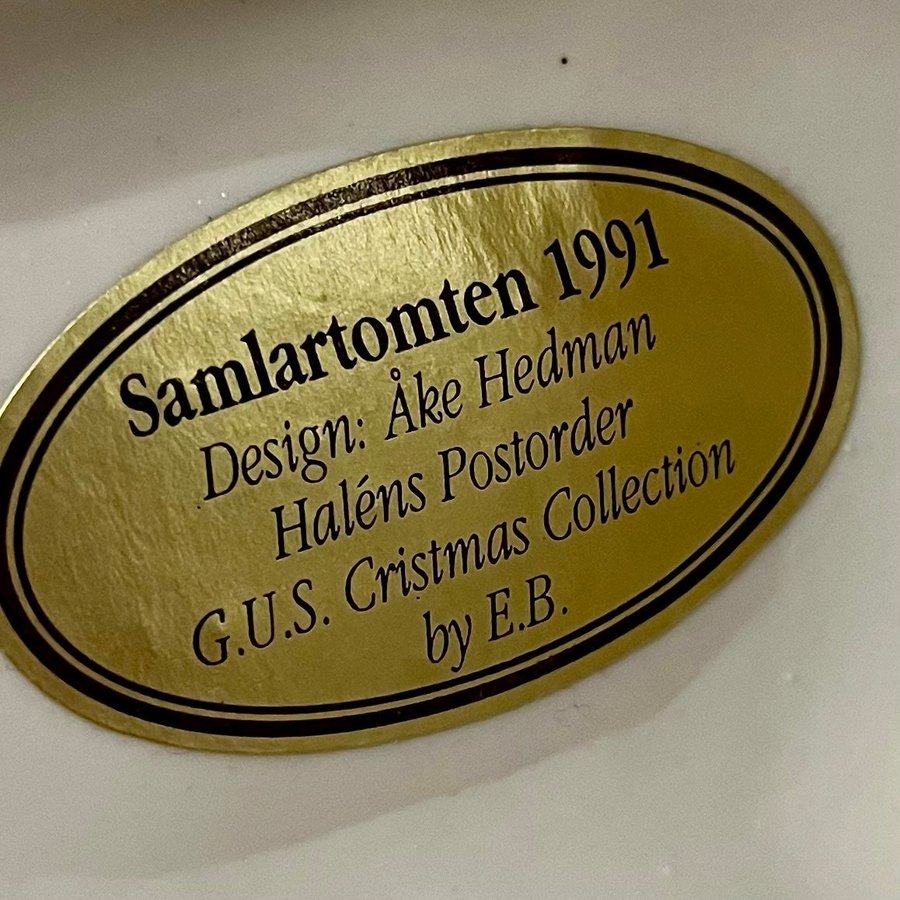 Samlartomten 1991
Design: Åke Hedman
Haléns Postorder
G.U.S. Cristmas Collection
by E.B.